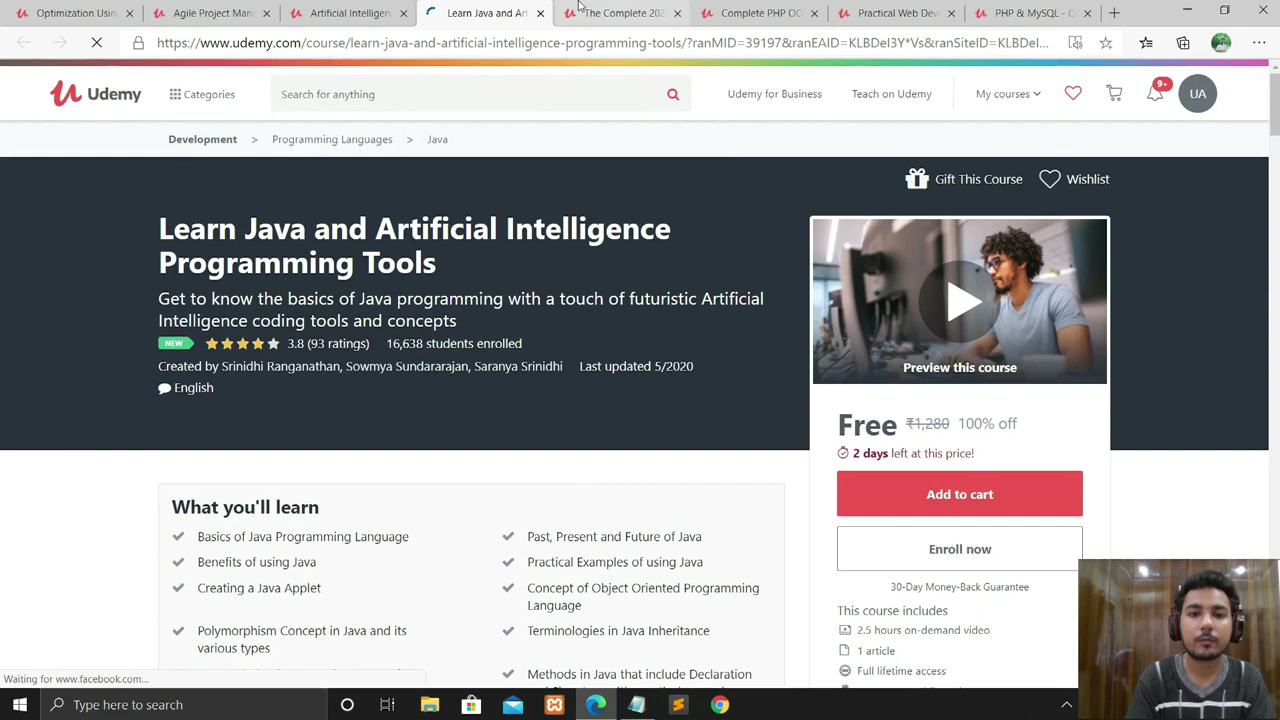 Optimization Usin
Agile Project Man
Artificial Intelligen
Learn Java and Art
The Complete 202
Complete PHP OO
Practical Web Dev
PHP & MySQL - C
https://www.udemy.com/course/learn-java-and-artificial-intelligence-programming-tools/?ranMID=39197&ranEAID=KLBDeI3Y*Vs&ranSiteID=KLBDeI...
Udemy
Categories
Search for anything
Udemy for Business
Teach on Udemy
My courses
9+
UA
Development > Programming Languages > Java
Gift This Course
Wishlist
Learn Java and Artificial Intelligence
Programming Tools
Get to know the basics of Java programming with a touch of futuristic Artificial
Intelligence coding tools and concepts
NEW 3.8 (93 ratings) 16,638 students enrolled
Created by Srinidhi Ranganathan, Sowmya Sundararajan, Saranya Srinidhi Last updated 5/2020
English
Preview this course
Free ₹1,280 100% off
2 days left at this price!
Add to cart
Enroll now
30-Day Money-Back Guarantee
This course includes
2.5 hours on-demand video
1 article
Full lifetime access
What you'll learn
Basics of Java Programming Language
Past, Present and Future of Java
Benefits of using Java
Practical Examples of using Java
Creating a Java Applet
Concept of Object Oriented Programming
Language
Polymorphism Concept in Java and its
various types
Terminologies in Java Inheritance
Methods in Java that include Declaration
Waiting for www.facebook.com...
Type here to search